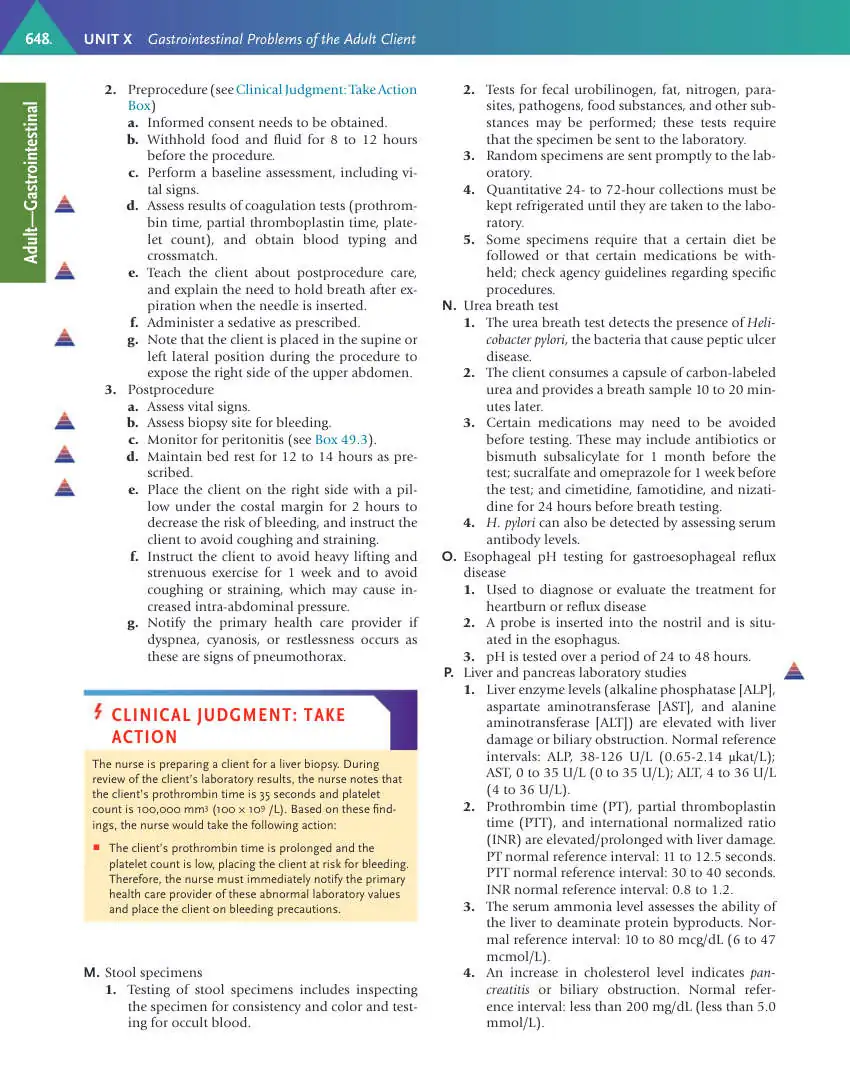 648.
UNIT X Gastrointestinal Problems of the Adult Client
Adult—Gastrointestinal
2. Preprocedure (see Clinical Judgment: Take Action
Box)
a. Informed consent needs to be obtained.
b. Withhold food and fluid for 8 to 12 hours
before the procedure.
c. Perform a baseline assessment, including vi-
tal signs.
d. Assess results of coagulation tests (prothrom-
bin time, partial thromboplastin time, plate-
let count), and obtain blood typing and
crossmatch.
e. Teach the client about postprocedure care,
and explain the need to hold breath after ex-
piration when the needle is inserted.
f. Administer a sedative as prescribed.
g. Note that the client is placed in the supine or
left lateral position during the procedure to
expose the right side of the upper abdomen.
3. Postprocedure
a. Assess vital signs.
b. Assess biopsy site for bleeding.
c. Monitor for peritonitis (see Box 49.3).
d. Maintain bed rest for 12 to 14 hours as pre-
scribed.
e. Place the client on the right side with a pil-
low under the costal margin for 2 hours to
decrease the risk of bleeding, and instruct the
client to avoid coughing and straining.
f. Instruct the client to avoid heavy lifting and
strenuous exercise for 1 week and to avoid
coughing or straining, which may cause in-
creased intra-abdominal pressure.
g. Notify the primary health care provider if
dyspnea, cyanosis, or restlessness occurs as
these are signs of pneumothorax.
CLINICAL JUDGMENT: TAKE
ACTION
The nurse is preparing a client for a liver biopsy. During
review of the client's laboratory results, the nurse notes that
the client's prothrombin time is 35 seconds and platelet
count is 100,000 mm³ (100 × 10⁹ /L). Based on these find-
ings, the nurse would take the following action:
▪ The client's prothrombin time is prolonged and the
platelet count is low, placing the client at risk for bleeding.
Therefore, the nurse must immediately notify the primary
health care provider of these abnormal laboratory values
and place the client on bleeding precautions.
M. Stool specimens
1. Testing of stool specimens includes inspecting
the specimen for consistency and color and test-
ing for occult blood.
2. Tests for fecal urobilinogen, fat, nitrogen, para-
sites, pathogens, food substances, and other sub-
stances may be performed; these tests require
that the specimen be sent to the laboratory.
3. Random specimens are sent promptly to the lab-
oratory.
4. Quantitative 24- to 72-hour collections must be
kept refrigerated until they are taken to the labo-
ratory.
5. Some specimens require that a certain diet be
followed or that certain medications be with-
held; check agency guidelines regarding specific
procedures.
N. Urea breath test
1. The urea breath test detects the presence of Heli-
cobacter pylori, the bacteria that cause peptic ulcer
disease.
2. The client consumes a capsule of carbon-labeled
urea and provides a breath sample 10 to 20 min-
utes later.
3. Certain medications may need to be avoided
before testing. These may include antibiotics or
bismuth subsalicylate for 1 month before the
test; sucralfate and omeprazole for 1 week before
the test; and cimetidine, famotidine, and nizati-
dine for 24 hours before breath testing.
4. H. pylori can also be detected by assessing serum
antibody levels.
O. Esophageal pH testing for gastroesophageal reflux
disease
1. Used to diagnose or evaluate the treatment for
heartburn or reflux disease
2. A probe is inserted into the nostril and is situ-
ated in the esophagus.
3. pH is tested over a period of 24 to 48 hours.
P. Liver and pancreas laboratory studies
1. Liver enzyme levels (alkaline phosphatase [ALP],
aspartate aminotransferase [AST], and alanine
aminotransferase [ALT]) are elevated with liver
damage or biliary obstruction. Normal reference
intervals: ALP, 38-126 U/L (0.65-2.14 µkat/L);
AST, 0 to 35 U/L (0 to 35 U/L); ALT, 4 to 36 U/L
(4 to 36 U/L).
2. Prothrombin time (PT), partial thromboplastin
time (PTT), and international normalized ratio
(INR) are elevated/prolonged with liver damage.
PT normal reference interval: 11 to 12.5 seconds.
PTT normal reference interval: 30 to 40 seconds.
INR normal reference interval: 0.8 to 1.2.
3. The serum ammonia level assesses the ability of
the liver to deaminate protein byproducts. Nor-
mal reference interval: 10 to 80 mcg/dL (6 to 47
mcmol/L).
4. An increase in cholesterol level indicates pan-
creatitis or biliary obstruction. Normal refer-
ence interval: less than 200 mg/dL (less than 5.0
mmol/L).